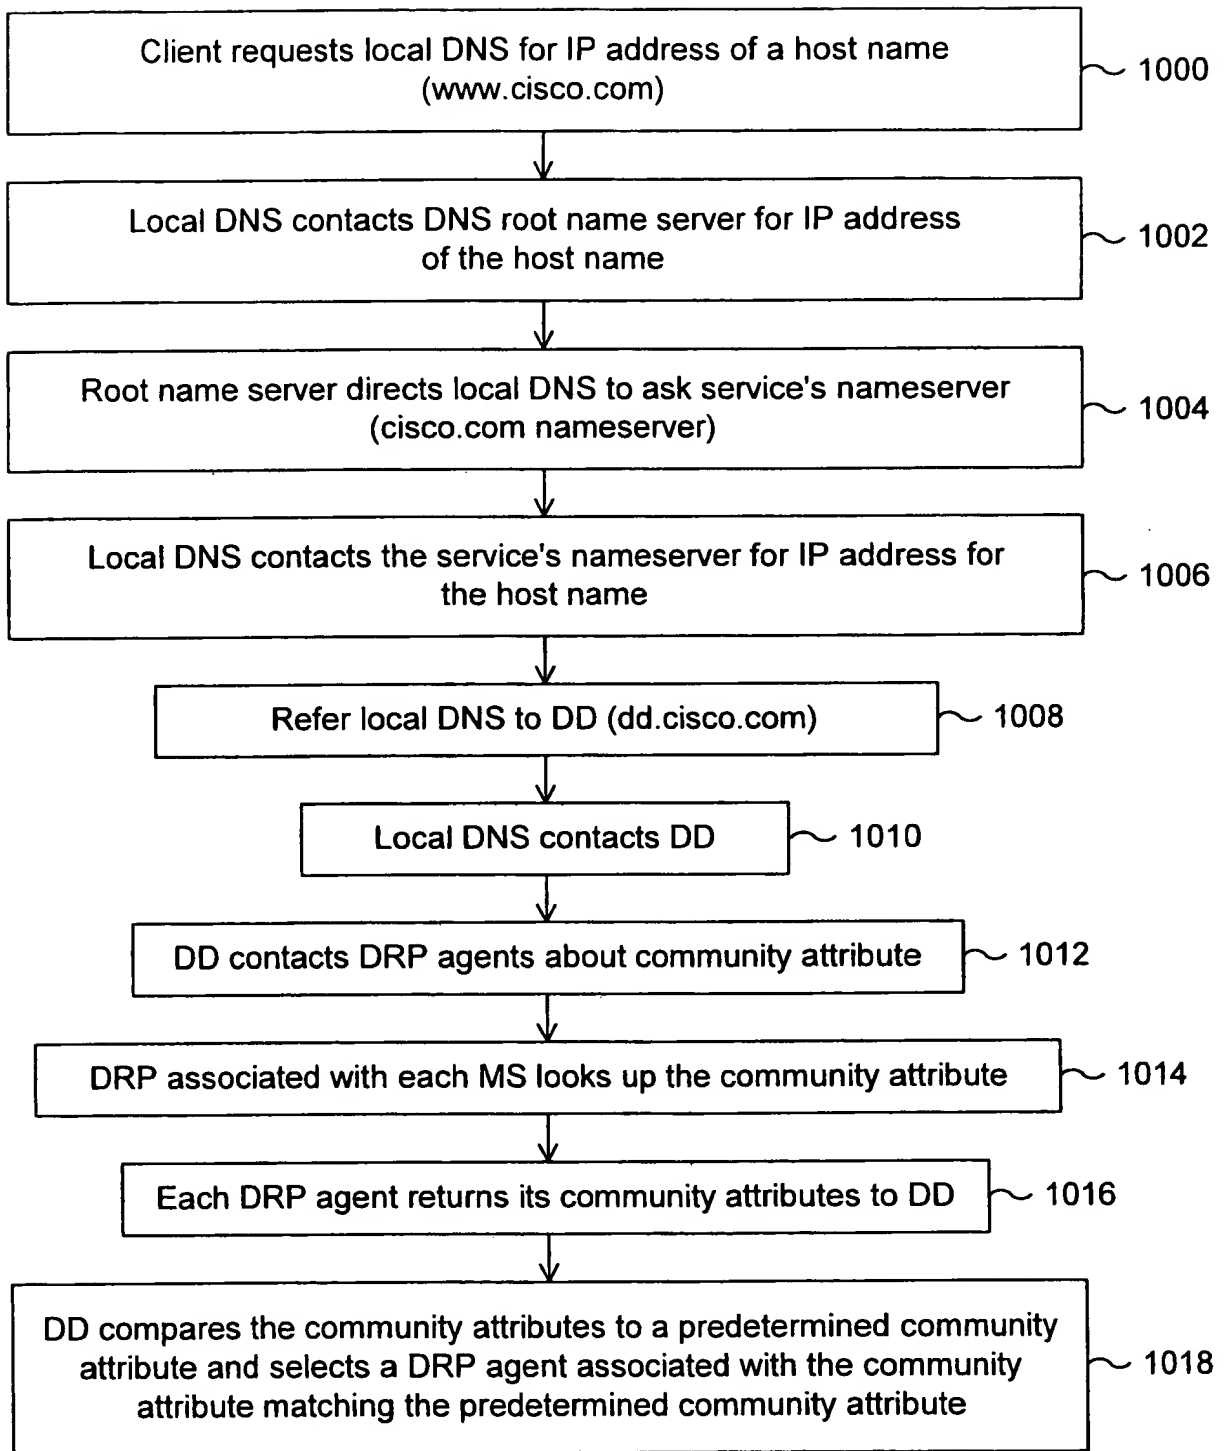 Client requests local DNS for IP address of a host name
(www.cisco.com)
1000
Local DNS contacts DNS root name server for IP address
of the host name
1002
Root name server directs local DNS to ask service's nameserver
(cisco.com nameserver)
1004
Local DNS contacts the service's nameserver for IP address for
the host name
1006
Refer local DNS to DD (dd.cisco.com)
1008
Local DNS contacts DD
1010
DD contacts DRP agents about community attribute
1012
DRP associated with each MS looks up the community attribute
1014
Each DRP agent returns its community attributes to DD
1016
DD compares the community attributes to a predetermined community
attribute and selects a DRP agent associated with the community
attribute matching the predetermined community attribute
1018